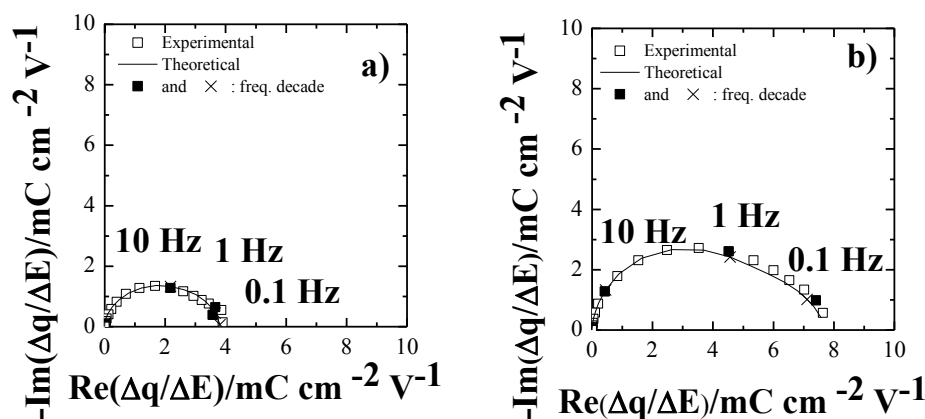 -Im(Δq/ΔE)/mC cm -2 V-1
10
8
6
4
2
0
Experimental
Theoretical
and × : freq. decade
a)
10 Hz
1 Hz
0.1 Hz
0 2 4 6 8 10
Re(Δq/ΔE)/mC cm -2 V-1
-Im(Δq/ΔE)/mC cm -2 V-1
10
8
6
4
2
0
Experimental
Theoretical
and × : freq. decade
b)
1 Hz
10 Hz
0.1 Hz
0 2 4 6 8 10
Re(Δq/ΔE)/mC cm -2 V-1